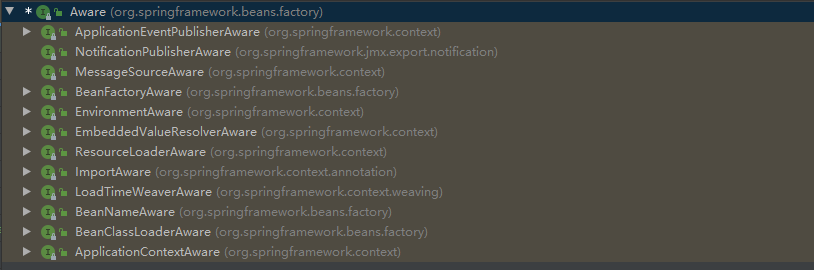 * Aware (org.springframework.beans.factory)
ApplicationEventPublisherAware (org.springframework.context)
NotificationPublisherAware (org.springframework.jmx.export.notification)
MessageSourceAware (org.springframework.context)
BeanFactoryAware (org.springframework.beans.factory)
EnvironmentAware (org.springframework.context)
EmbeddedValueResolverAware (org.springframework.context)
ResourceLoaderAware (org.springframework.context)
ImportAware (org.springframework.context.annotation)
LoadTimeWeaverAware (org.springframework.context.weaving)
BeanNameAware (org.springframework.beans.factory)
BeanClassLoaderAware (org.springframework.beans.factory)
ApplicationContextAware (org.springframework.context)